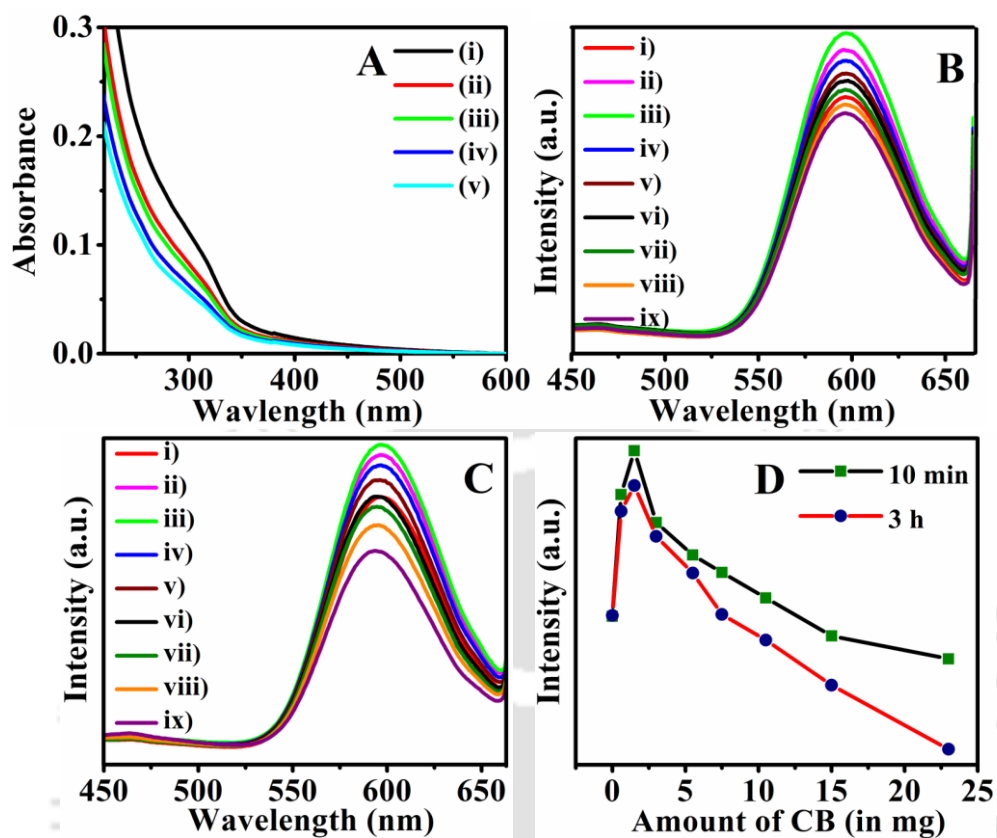 A
0.3
0.2
0.1
0.0
Absorbance
(i)
(ii)
(iii)
(iv)
(v)
300
400
500
600
Wavlength (nm)
B
Intensity (a.u.)
i)
ii)
iii)
iv)
v)
vi)
vii)
viii)
ix)
450
500
550
600
650
Wavelength (nm)
C
Intensity (a.u.)
i)
ii)
iii)
iv)
v)
vi)
vii)
viii)
ix)
450
500
550
600
650
Wavelength (nm)
D
Intensity (a.u.)
10 min
3 h
0
5
10
15
20
25
Amount of CB (in mg)